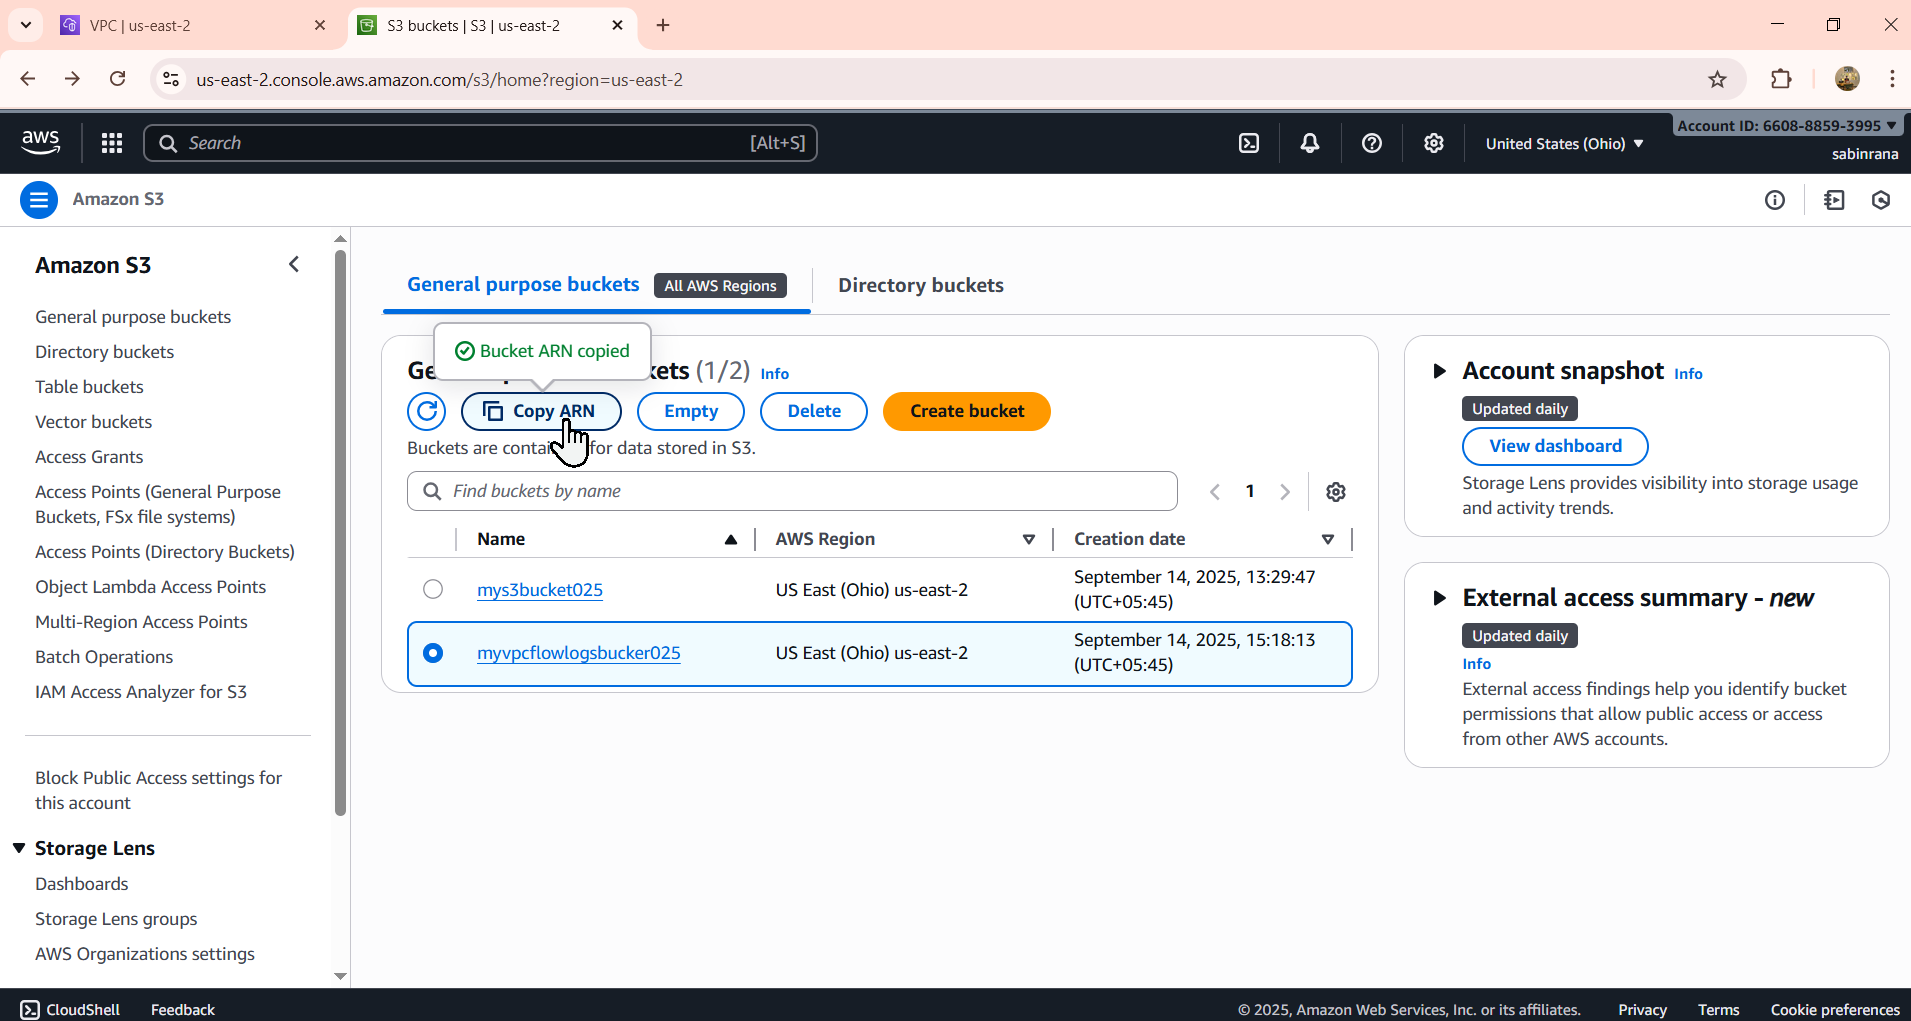 VPC | us-east-2
S3 buckets | S3 | us-east-2
us-east-2.console.aws.amazon.com/s3/home?region=us-east-2
aws
Search
[Alt+S]
United States (Ohio)
Account ID: 6608-8859-3995
sabinrana
Amazon S3
Amazon S3
General purpose buckets
Directory buckets
Table buckets
Vector buckets
Access Grants
Access Points (General Purpose
Buckets, FSx file systems)
Access Points (Directory Buckets)
Object Lambda Access Points
Multi-Region Access Points
Batch Operations
IAM Access Analyzer for S3
Block Public Access settings for
this account
Storage Lens
Dashboards
Storage Lens groups
AWS Organizations settings
General purpose buckets
All AWS Regions
Directory buckets
Bucket ARN copied
(1/2) Info
Copy ARN
Empty
Delete
Create bucket
Buckets are for data stored in S3.
Find buckets by name
1
Name
AWS Region
Creation date
mys3bucket025
US East (Ohio) us-east-2
September 14, 2025, 13:29:47
(UTC+05:45)
myvpcflowlogsbucker025
US East (Ohio) us-east-2
September 14, 2025, 15:18:13
(UTC+05:45)
Account snapshot Info
Updated daily
View dashboard
Storage Lens provides visibility into storage usage
and activity trends.
External access summary - new
Updated daily
Info
External access findings help you identify bucket
permissions that allow public access or access
from other AWS accounts.
CloudShell
Feedback
© 2025, Amazon Web Services, Inc. or its affiliates.
Privacy
Terms
Cookie preferences